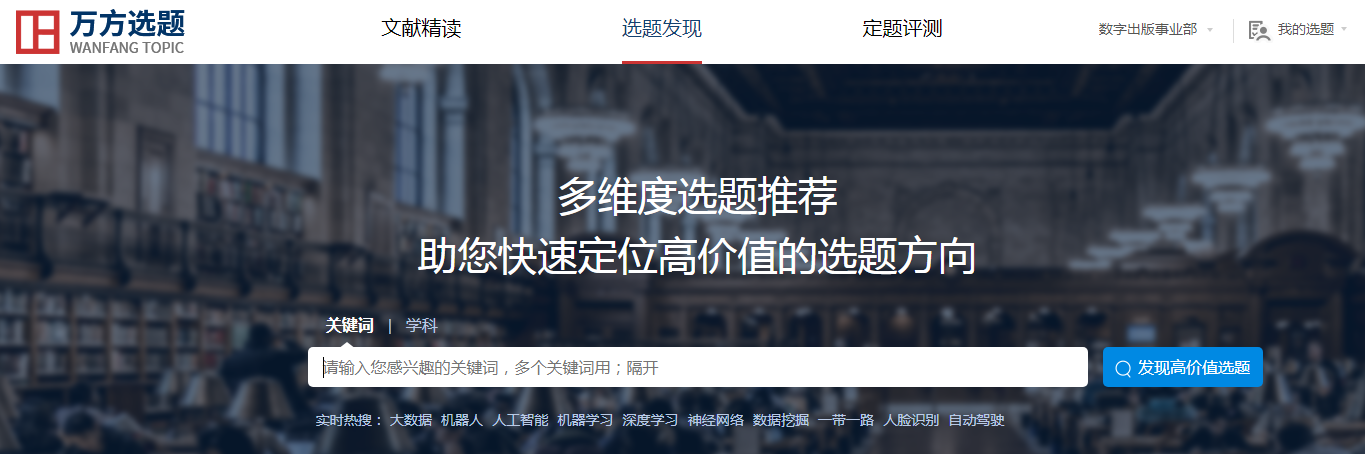 万方选题
WANFANG TOPIC
文献精读
选题发现
定题评测
数字出版事业部
我的选题
多维度选题推荐
助您快速定位高价值的选题方向
关键词 | 学科
请输入您感兴趣的关键词，多个关键词用；隔开
发现高价值选题
实时热搜： 大数据 机器人 人工智能 机器学习 深度学习 神经网络 数据挖掘 一带一路 人脸识别 自动驾驶